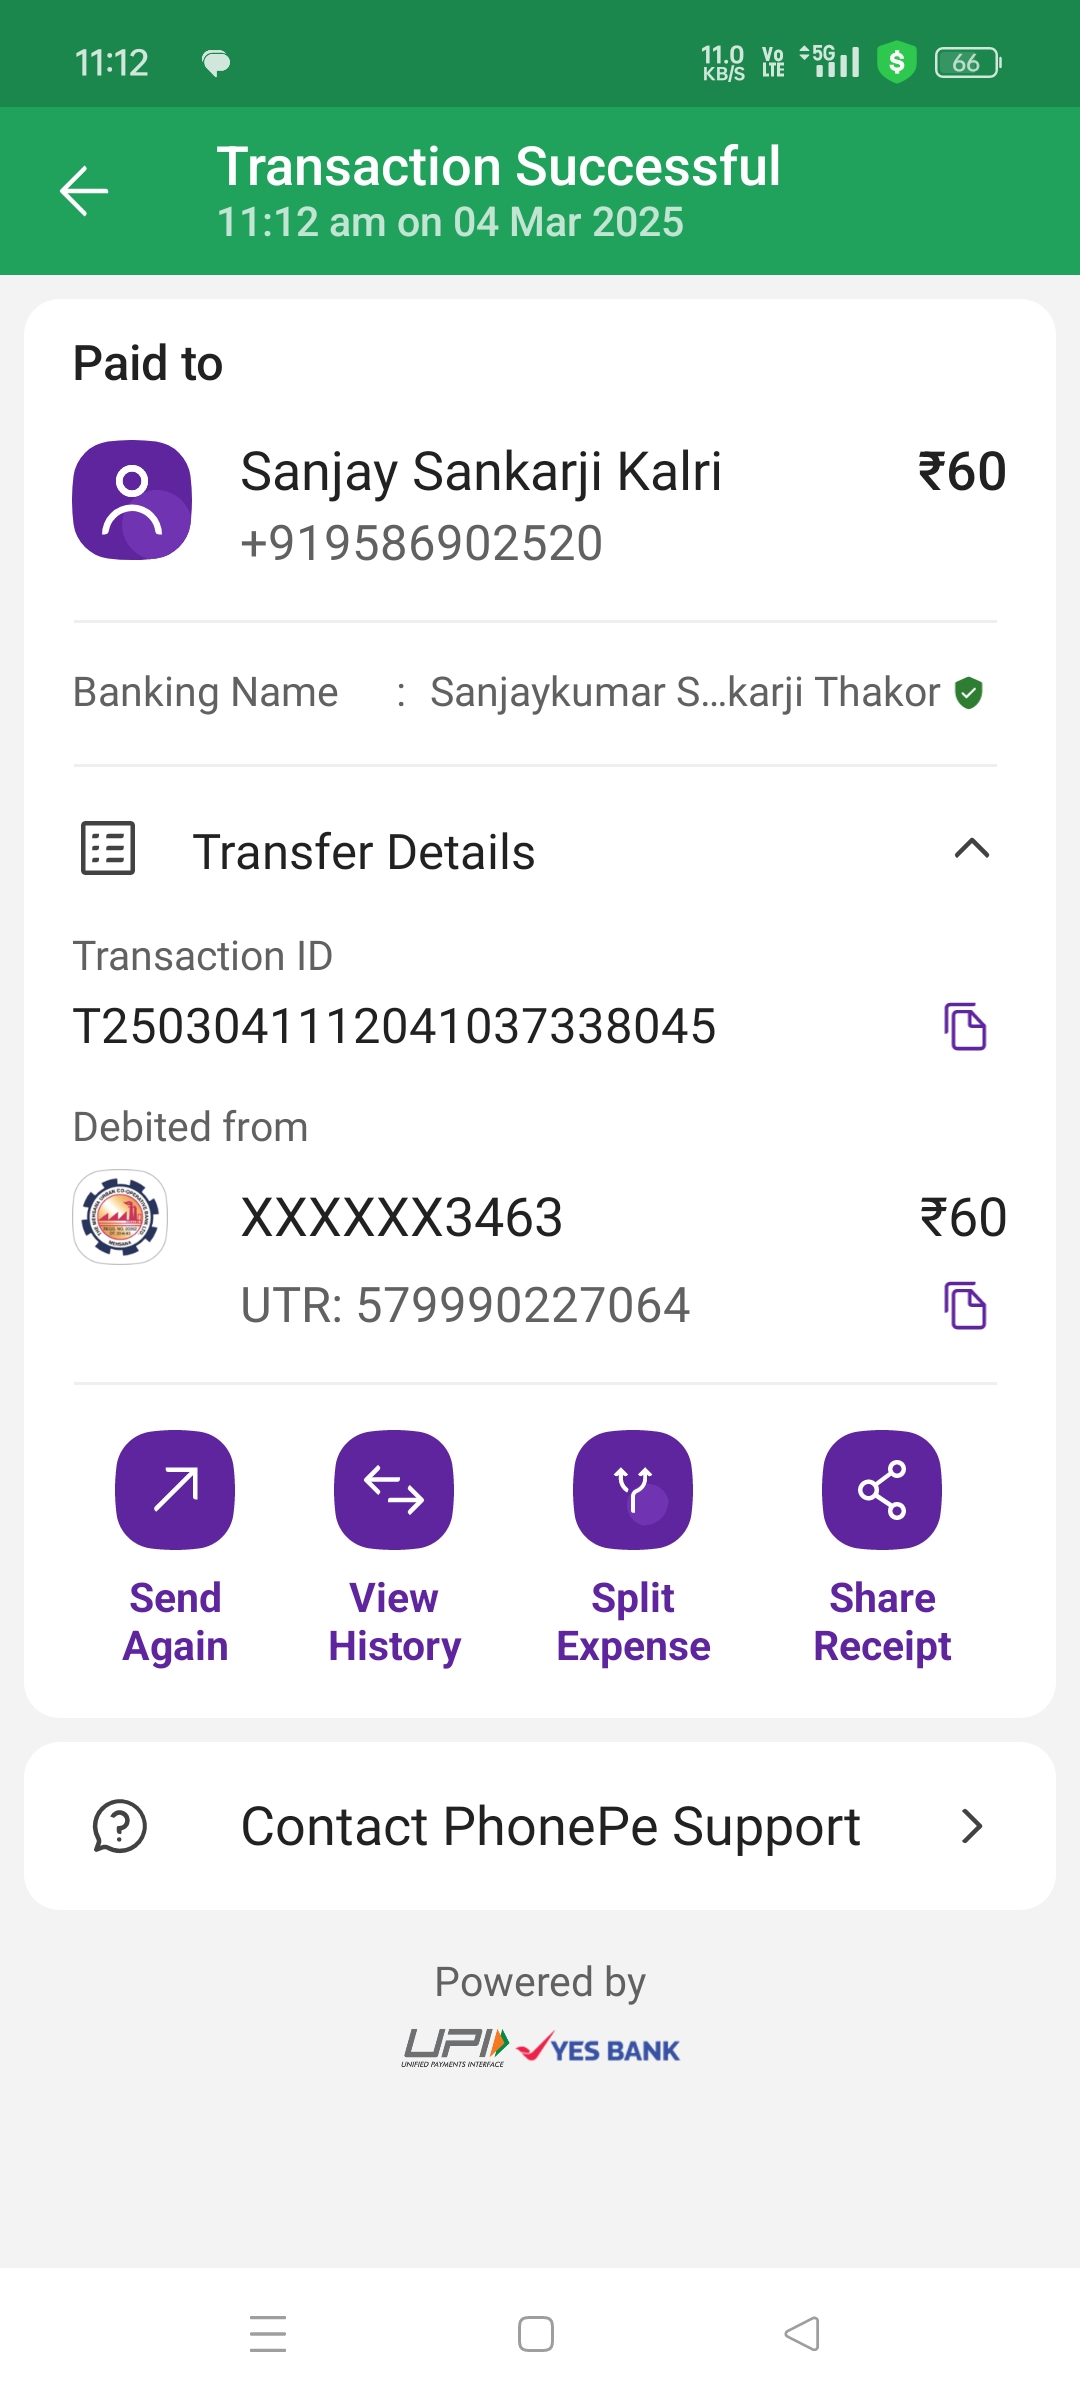 11:12
11.0
KB/S
Vo
LTE
5G
66
Transaction Successful
11:12 am on 04 Mar 2025
Paid to
Sanjay Sankarji Kalri
₹60
+919586902520
Banking Name : Sanjaykumar S...karji Thakor
Transfer Details
Transaction ID
T2503041112041037338045
Debited from
XXXXXX3463
₹60
UTR: 579990227064
Send Again
View History
Split Expense
Share Receipt
Contact PhonePe Support
Powered by
UPI
UNIFIED PAYMENTS INTERFACE
YES BANK